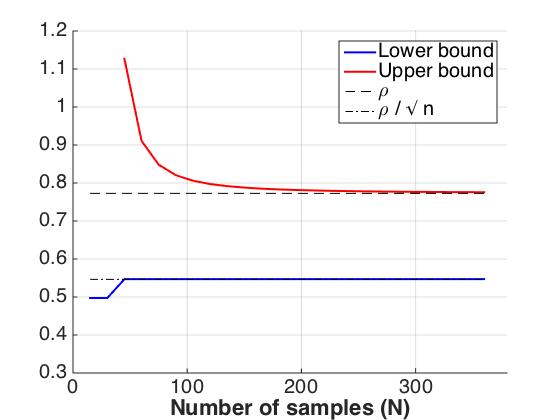 1.2
1.1
1
0.9
0.8
0.7
0.6
0.5
0.4
0.3
0
100
200
300
Number of samples (N)
Lower bound
Upper bound
ρ
ρ / √ n